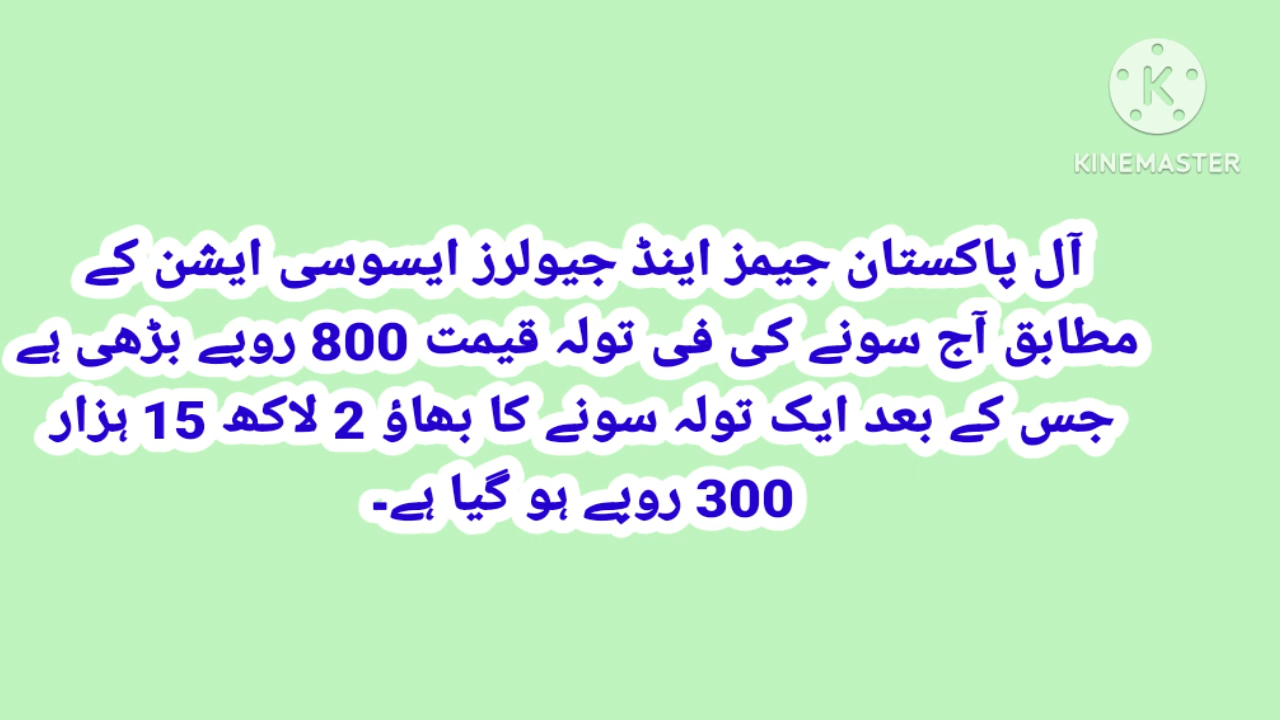 KINEMASTER
آل پاکستان جیمز اینڈ جیولرز ایسوسی ایشن کے
مطابق آج سونے کی فی تولہ قیمت 800 روپے بڑھی ہے
جس کے بعد ایک تولہ سونے کا بھاؤ 2 لاکھ 15 ہزار
300 روپے ہو گیا ہے۔